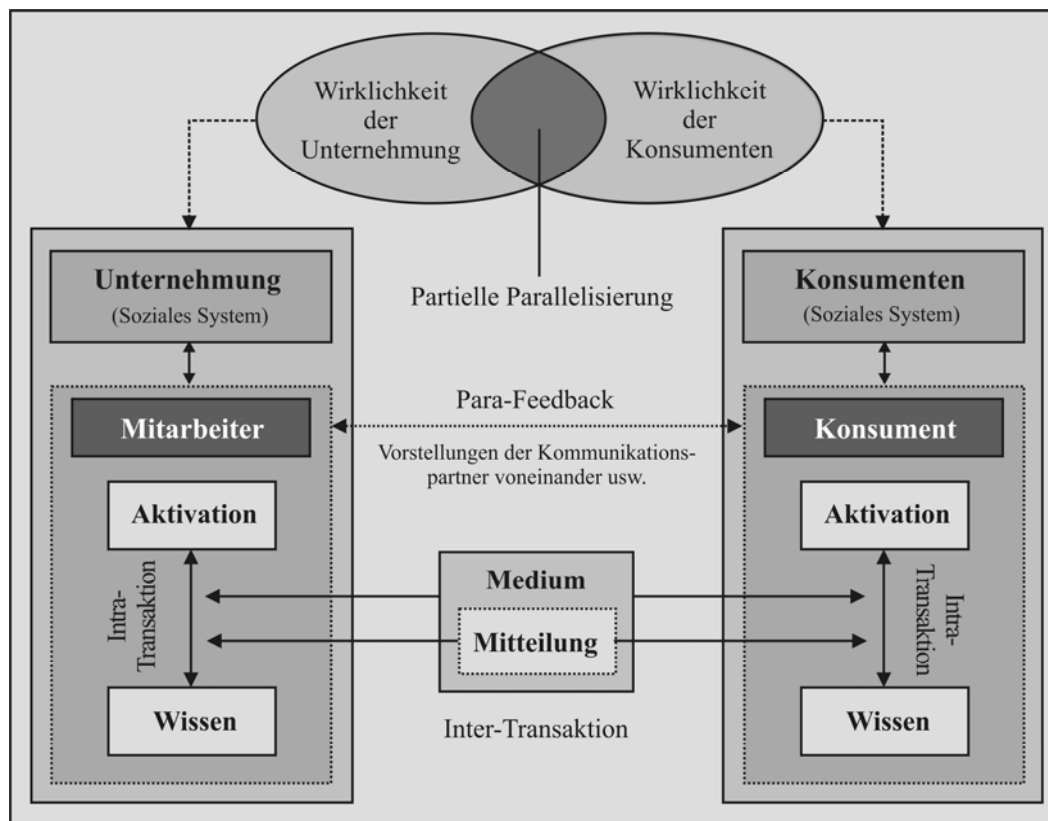 Wirklichkeit
der
Unternehmung
Wirklichkeit
der
Konsumenten
Partielle Parallelisierung
Unternehmung
(Soziales System)
Konsumenten
(Soziales System)
Mitarbeiter
Para-Feedback
Vorstellungen der Kommunikations-
partner voneinander usw.
Konsument
Aktivation
Intra-
Transaktion
Wissen
Medium
Mitteilung
Inter-Transaktion
Aktivation
Intra-
Transaktion
Wissen